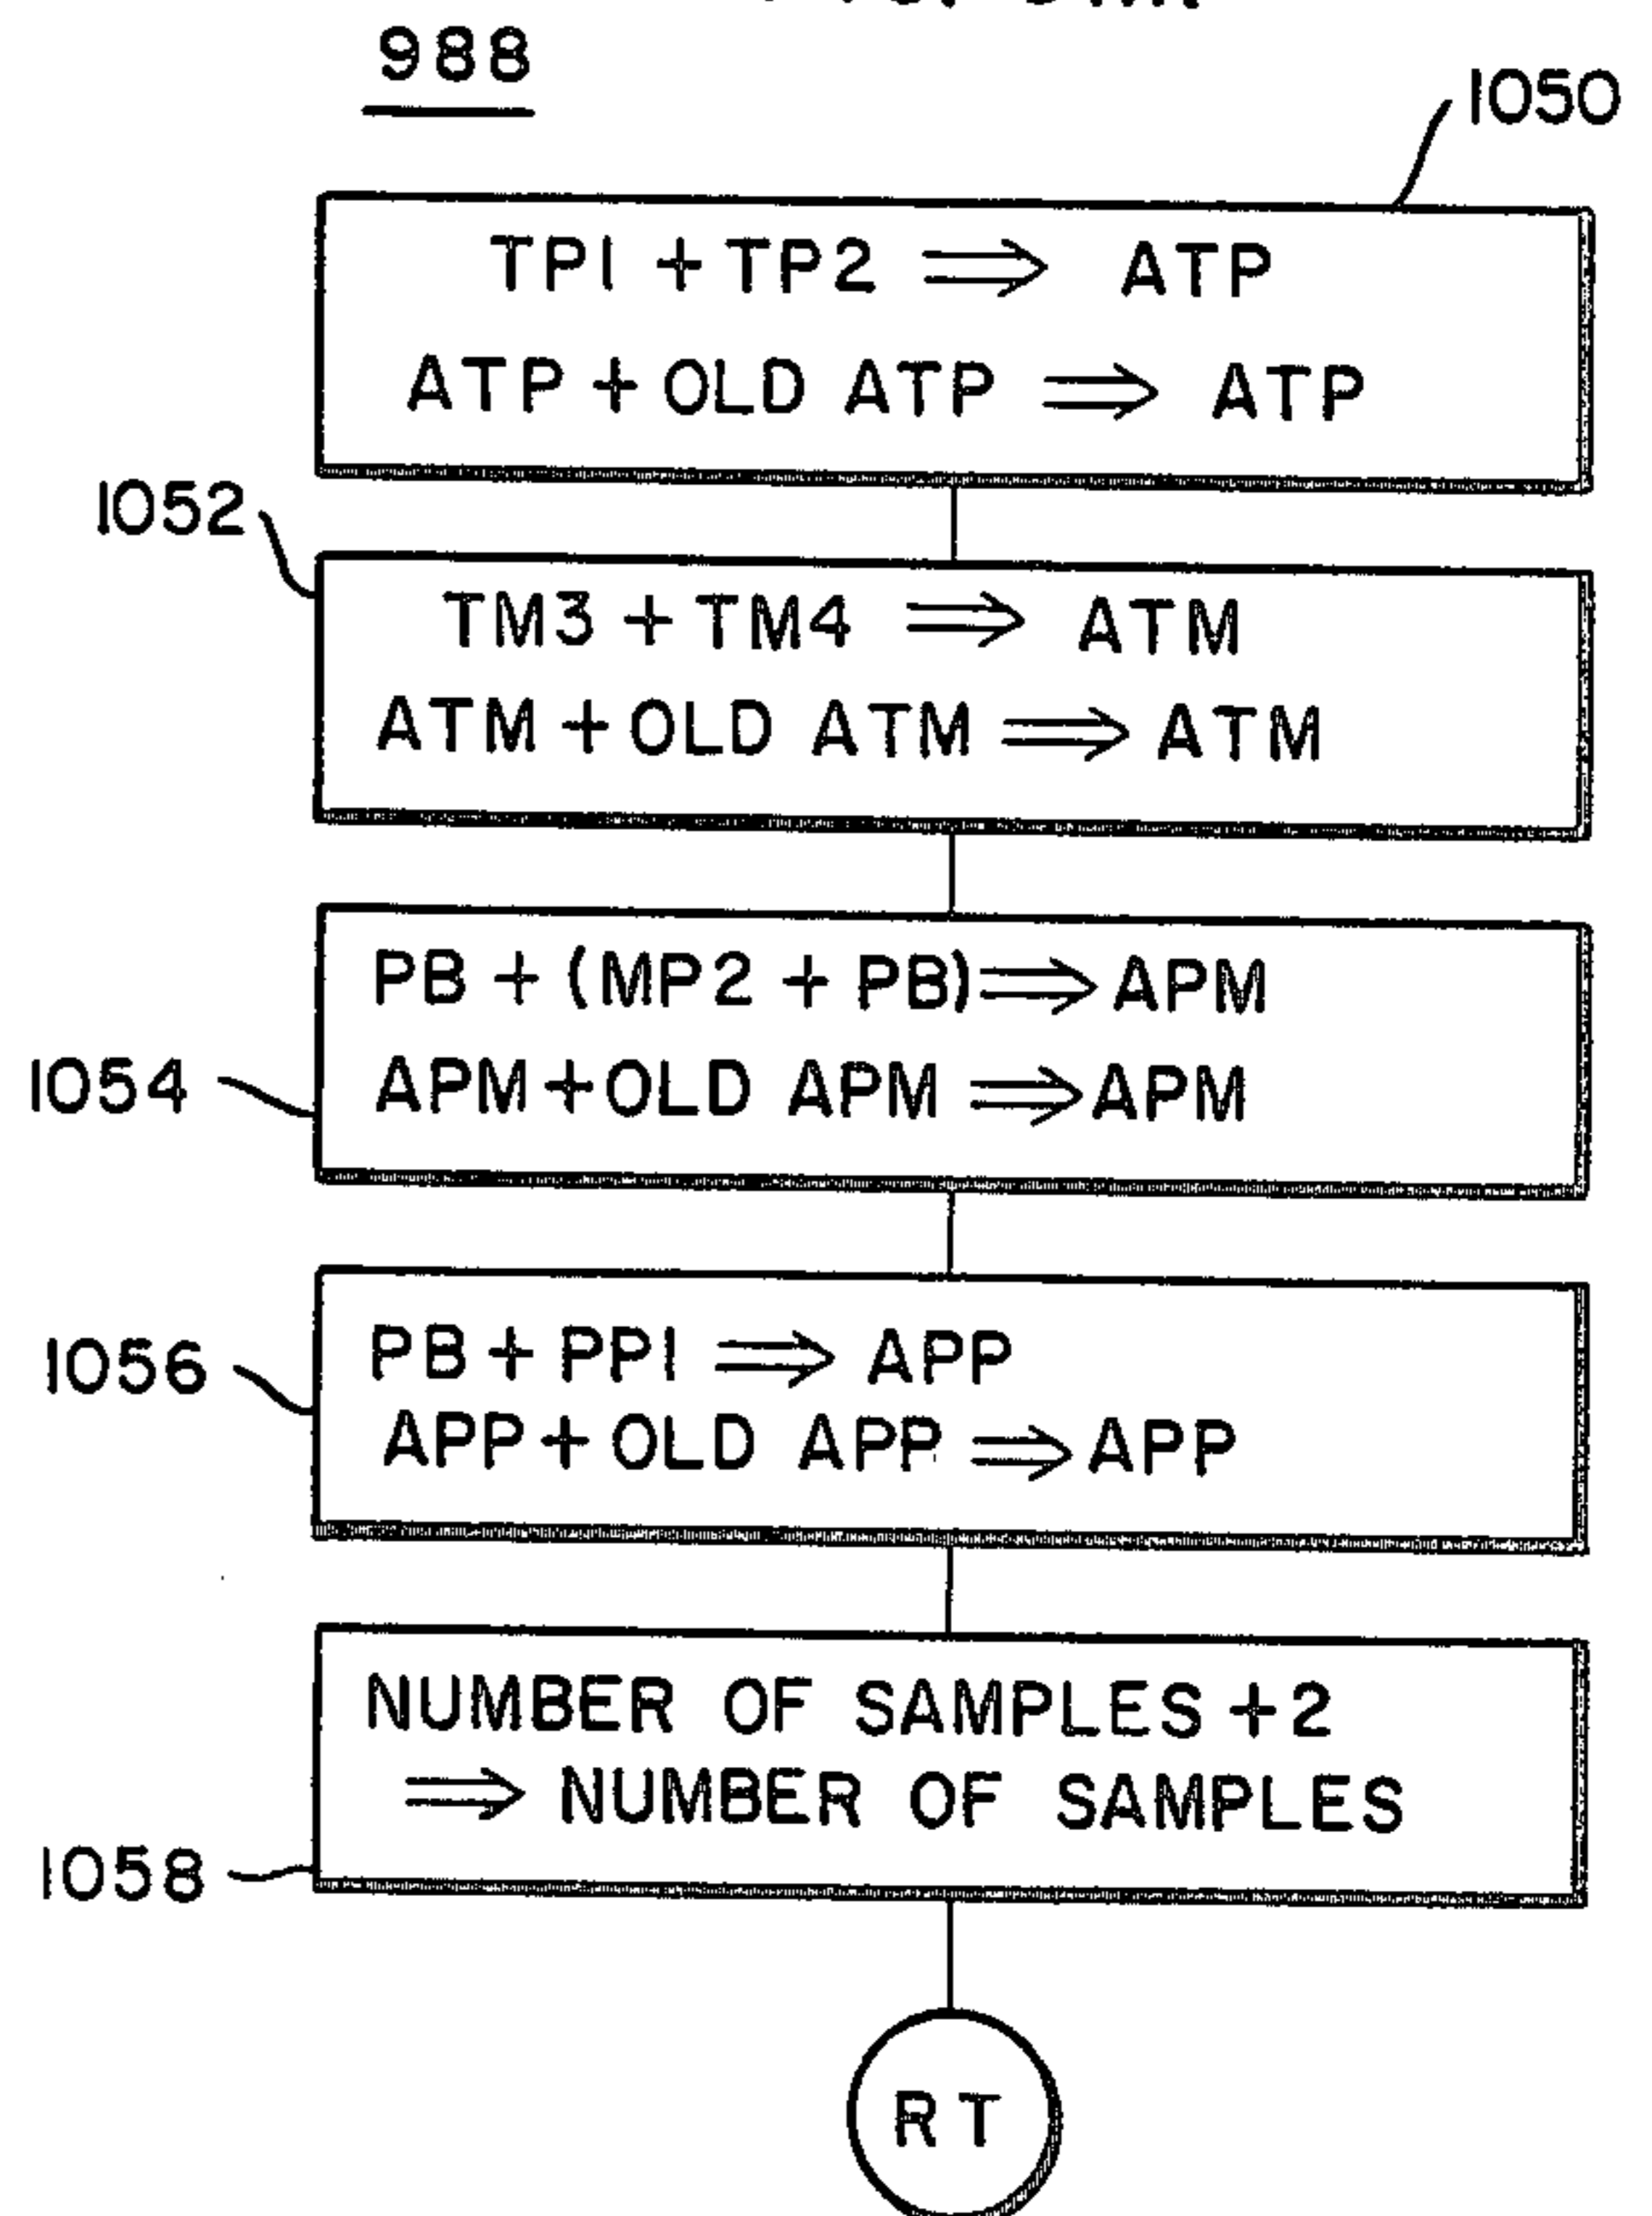 988
1050
TP1 + TP2 ⇒ ATP
ATP + OLD ATP ⇒ ATP
1052
TM3 + TM4 ⇒ ATM
ATM + OLD ATM ⇒ ATM
PB + (MP2 + PB) ⇒ APM
1054
APM + OLD APM ⇒ APM
1056
PB + PP1 ⇒ APP
APP + OLD APP ⇒ APP
NUMBER OF SAMPLES +2
⇒ NUMBER OF SAMPLES
1058
RT